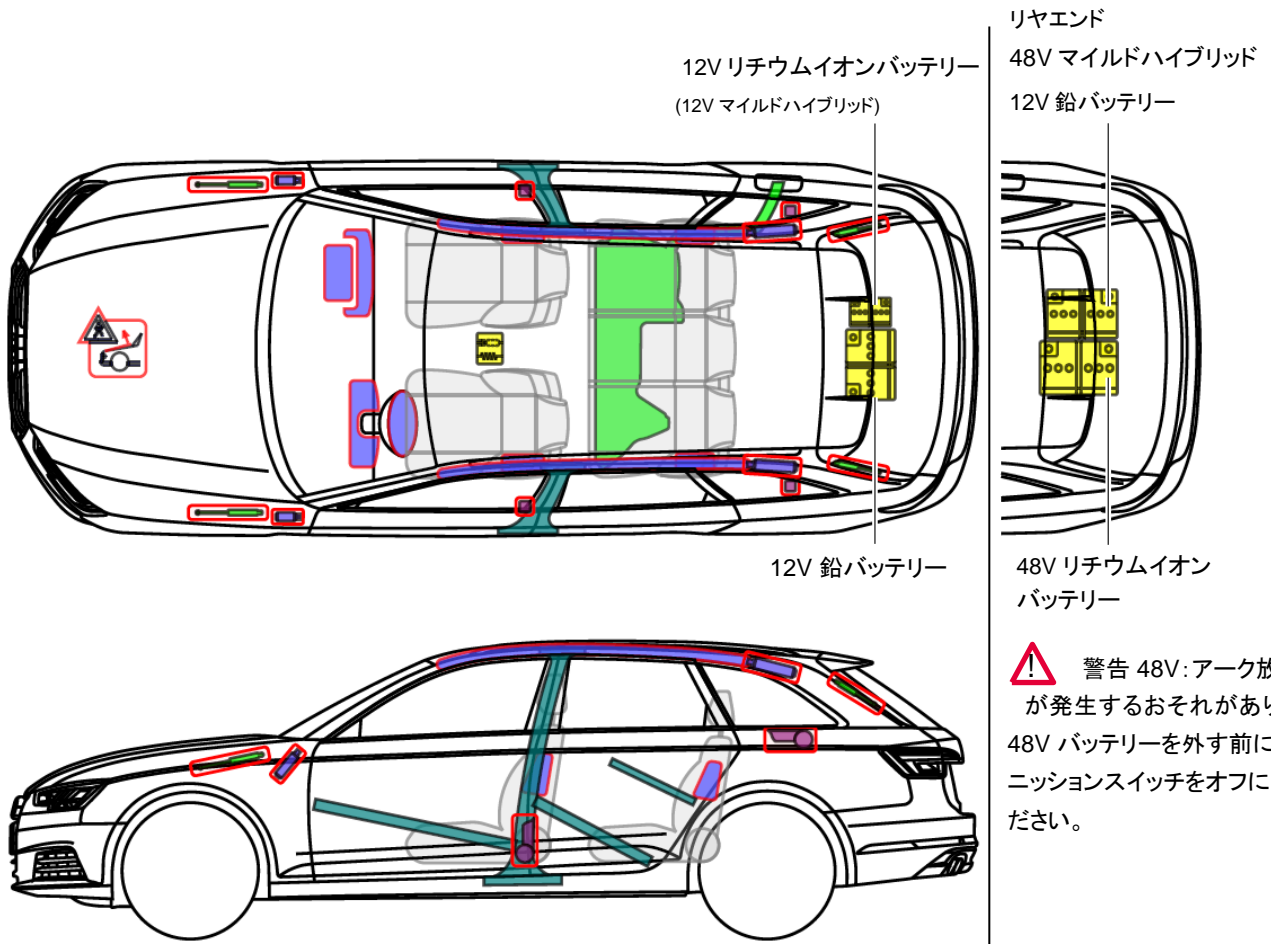 リヤエンド
48V マイルドハイブリッド
12V 鉛バッテリー
12V リチウムイオンバッテリー
(12V マイルドハイブリッド)
12V 鉛バッテリー
48V リチウムイオン
バッテリー
警告 48V：アーク放
が発生するおそれがあり
48V バッテリーを外す前に
ニッションスイッチをオフに
ださい。